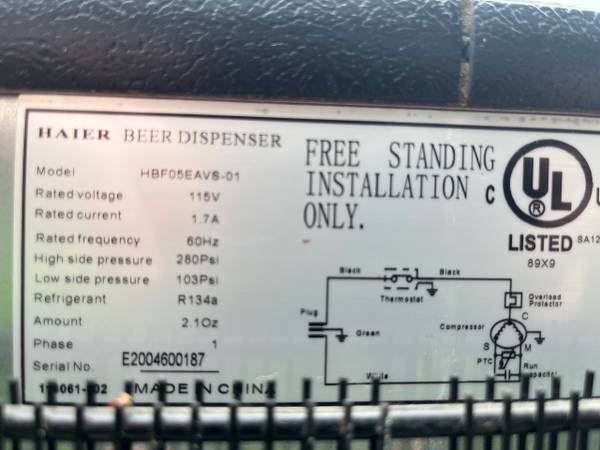 HAIER BEER DISPENSER
Model HBF05EAVS-01
Rated voltage 115V
Rated current 1.7A
Rated frequency 60Hz
High side pressure 280Psi
Low side pressure 103Psi
Refrigerant R134a
Amount 2.1Oz
Phase 1
Serial No. E2004600187
MADE IN CHINA
FREE STANDING
INSTALLATION
ONLY.
C UL ® U
LISTED SA12
89X9
Black Black
Thermostat
Overload
Protector
Plug
Green
Compressor
C
S M
PTC Run
White